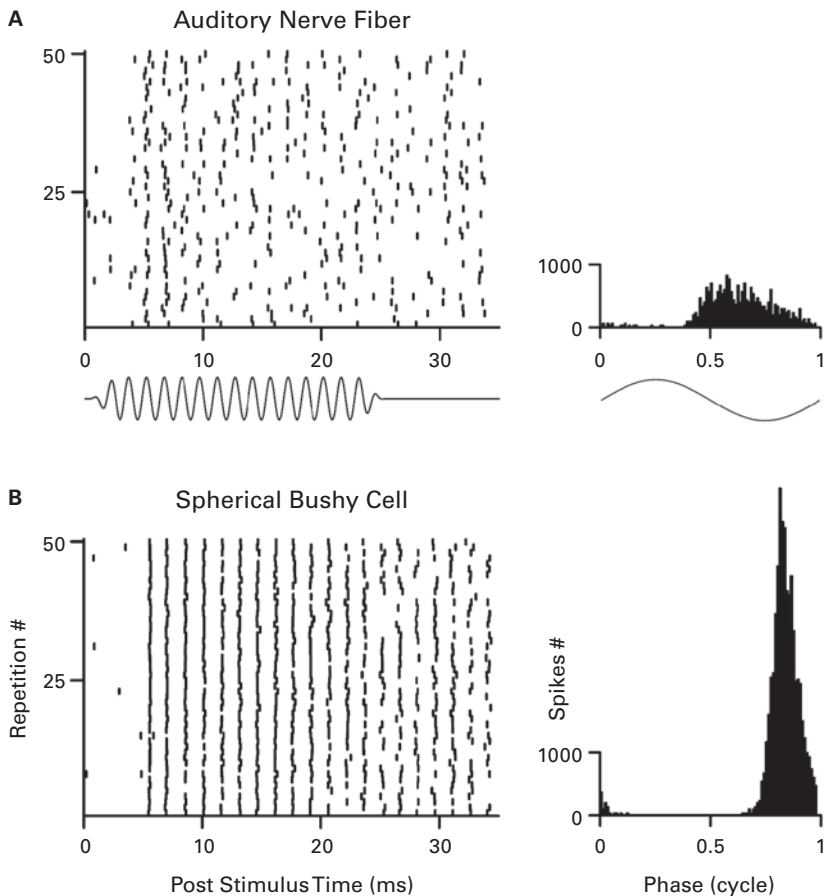 A
Auditory Nerve Fiber
50
25
0
10
20
30
1000
0
0
0.5
1
B
Spherical Bushy Cell
Repetition #
50
25
0
10
20
30
Post Stimulus Time (ms)
Spikes #
1000
0
0
0.5
1
Phase (cycle)